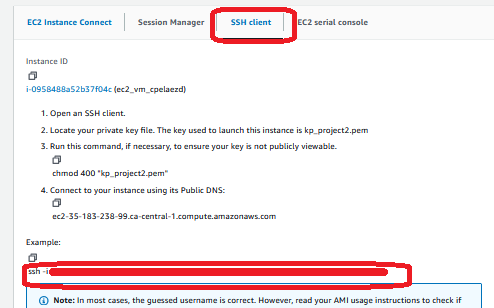 EC2 Instance Connect
Session Manager
SSH client
EC2 serial console
Instance ID
i-0958488a52b37f04c (ec2_vm_cpelaezd)
1. Open an SSH client.
2. Locate your private key file. The key used to launch this instance is kp_project2.pem
3. Run this command, if necessary, to ensure your key is not publicly viewable.
chmod 400 "kp_project2.pem"
4. Connect to your instance using its Public DNS:
ec2-35-183-238-99.ca-central-1.compute.amazonaws.com
Example:
ssh -i
Note: In most cases, the guessed username is correct. However, read your AMI usage instructions to check if